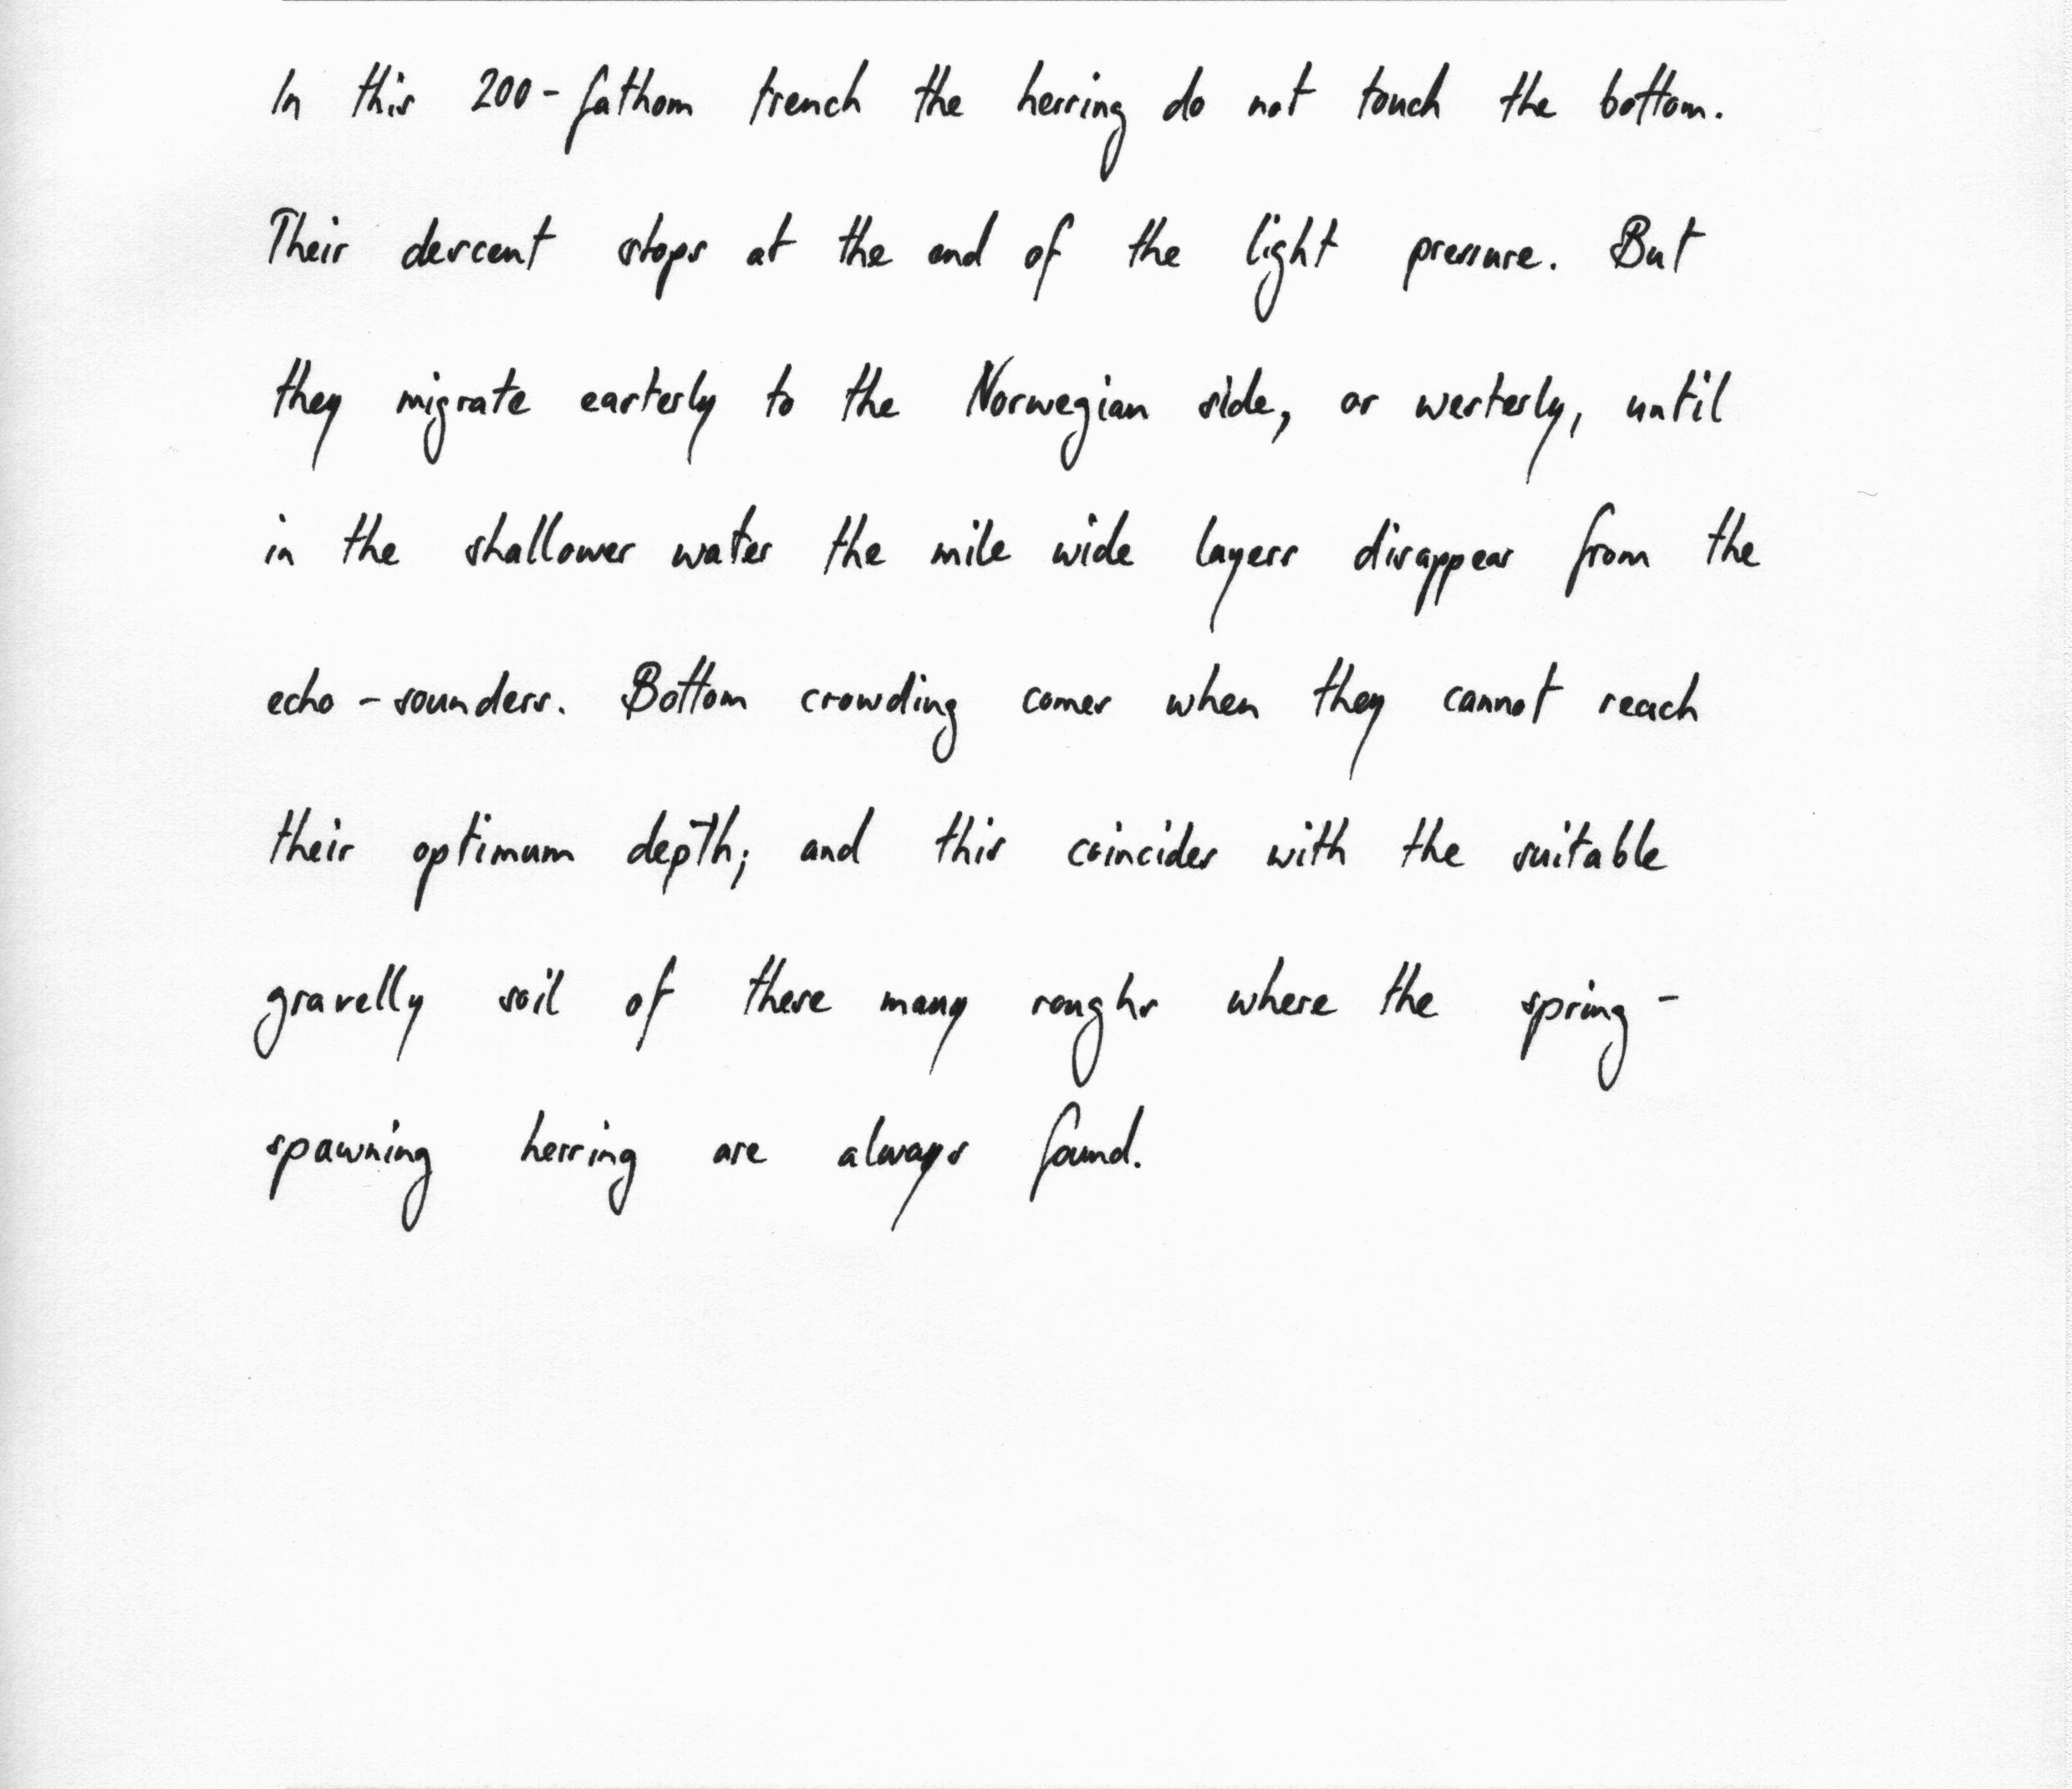 In this 200-fathom trench the herring do not touch the bottom.
Their descent stops at the end of the light pressure. But
they migrate easterly to the Norwegian side, or westerly, until
in the shallower water the mile wide layers disappear from the
echo-sounders. Bottom crowding comes when they cannot reach
their optimum depth; and this coincides with the suitable
gravelly soil of these many roughs where the spring-
spawning herring are always found.